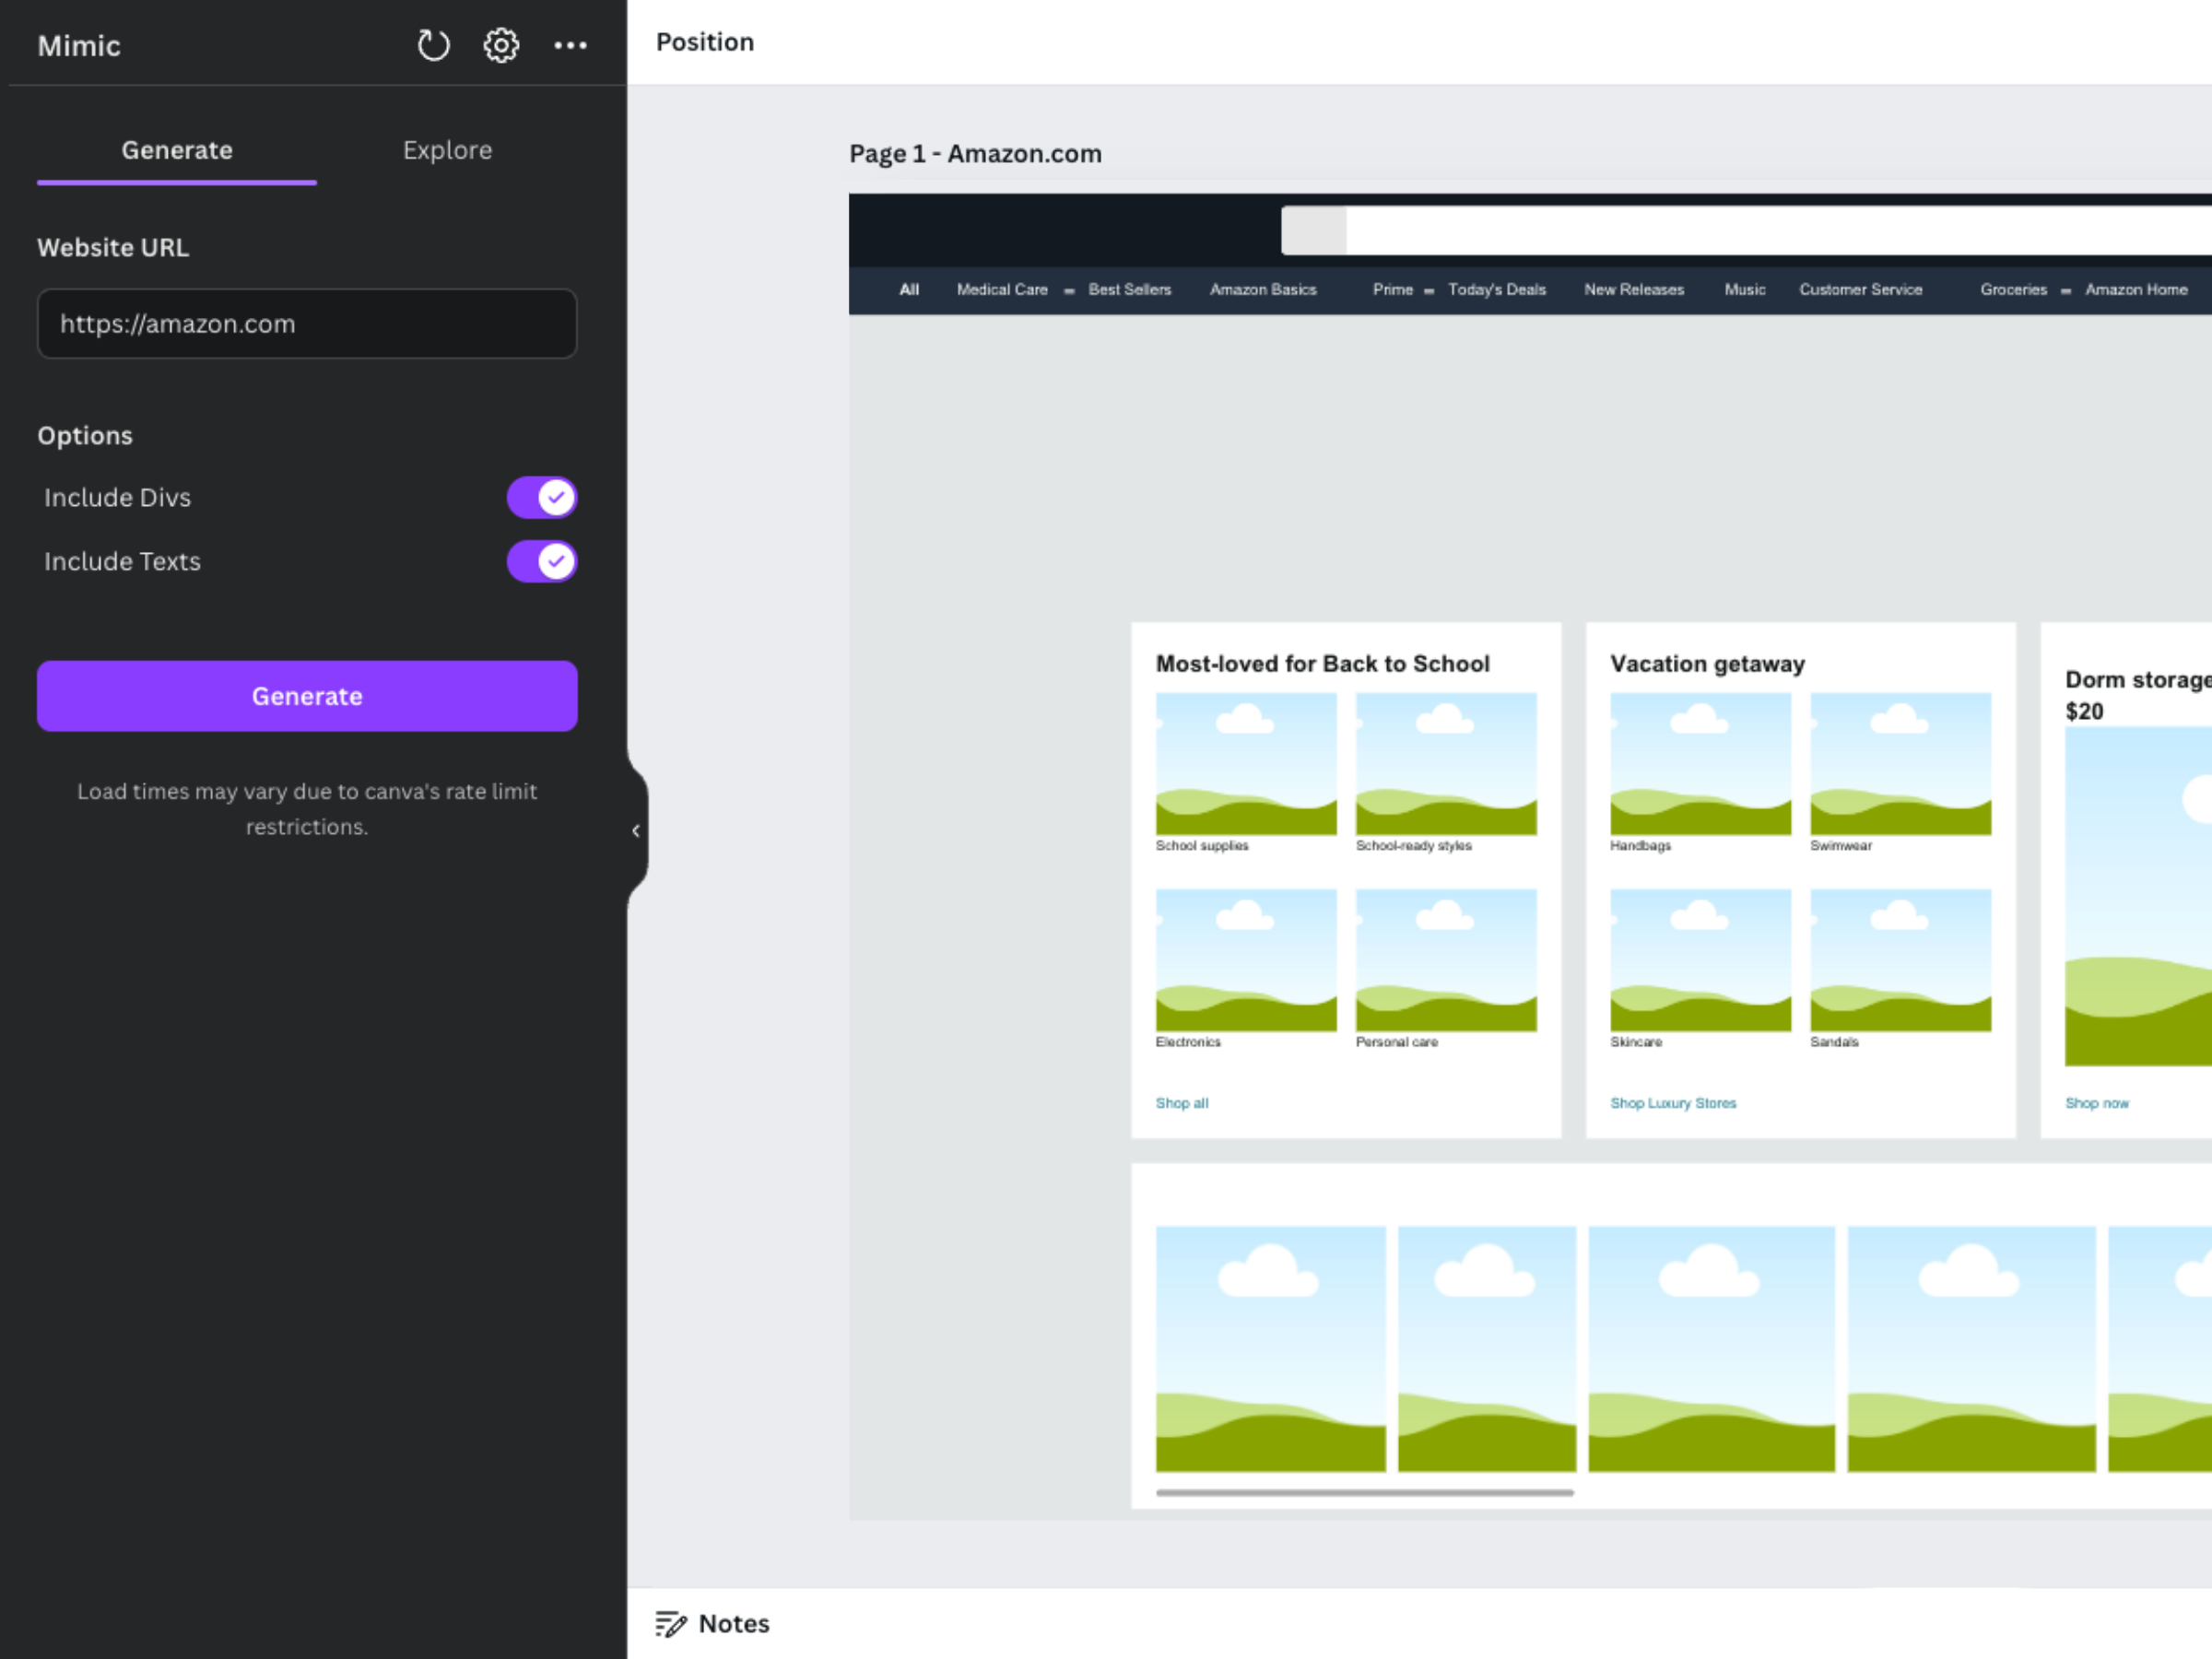 Mimic
Position
Generate
Explore
Page 1 - Amazon.com
Website URL
https://amazon.com
All Medical Care Best Sellers Amazon Basics Prime Today's Deals New Releases Music Customer Service Groceries Amazon Home
Options
Include Divs
Include Texts
Generate
Load times may vary due to canva's rate limit
restrictions.
Most-loved for Back to School
School supplies School-ready styles
Electronics Personal care
Shop all
Vacation getaway
Handbags Swimwear
Skincare Sandals
Shop Luxury Stores
Dorm storage
$20
Shop now
Notes